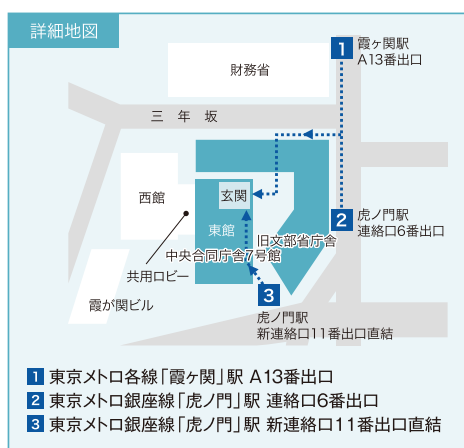 詳細地図
1 霞ヶ関駅
A13番出口
財務省
三年坂
西館
玄関
東館
2 虎ノ門駅
連絡口6番出口
旧文部省庁舎
中央合同庁舎7号館
共用ロビー
霞が関ビル
3
虎ノ門駅
新連絡口11番出口直結
1 東京メトロ各線「霞ヶ関」駅 A13番出口
2 東京メトロ銀座線「虎ノ門」駅 連絡口6番出口
3 東京メトロ銀座線「虎ノ門」駅 新連絡口11番出口直結